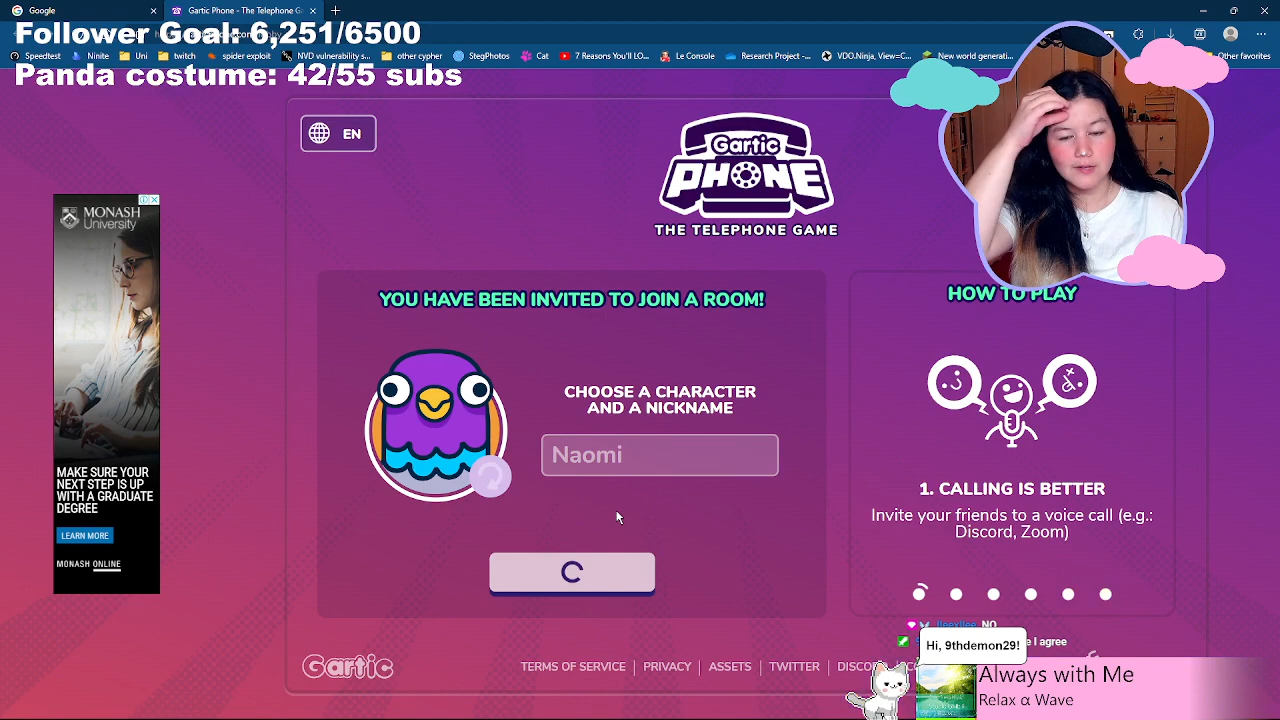 Google
Gartic Phone - The Telephone Ga
Follower Goal: 6,251/6500
Speedtest
Ninite
Uni
twitch
spider exploit
NVD vulnerability s...
other cypher
StegPhotos
Cat
7 Reasons You'll LO...
Le Console
Research Project -...
VDO.Ninja, View=C...
New world generati...
Other favorites
Panda costume: 42/55 subs
EN
Gartic
PHONE
THE TELEPHONE GAME
MONASH
University
MAKE SURE YOUR
NEXT STEP IS UP
WITH A GRADUATE
DEGREE
LEARN MORE
MONASH ONLINE
YOU HAVE BEEN INVITED TO JOIN A ROOM!
CHOOSE A CHARACTER
AND A NICKNAME
Naomi
HOW TO PLAY
1. CALLING IS BETTER
Invite your friends to a voice call (e.g.:
Discord, Zoom)
NO
I agree
Hi, 9thdemon29!
Gartic
TERMS OF SERVICE
PRIVACY
ASSETS
TWITTER
DISCO
Always with Me
Relax α Wave